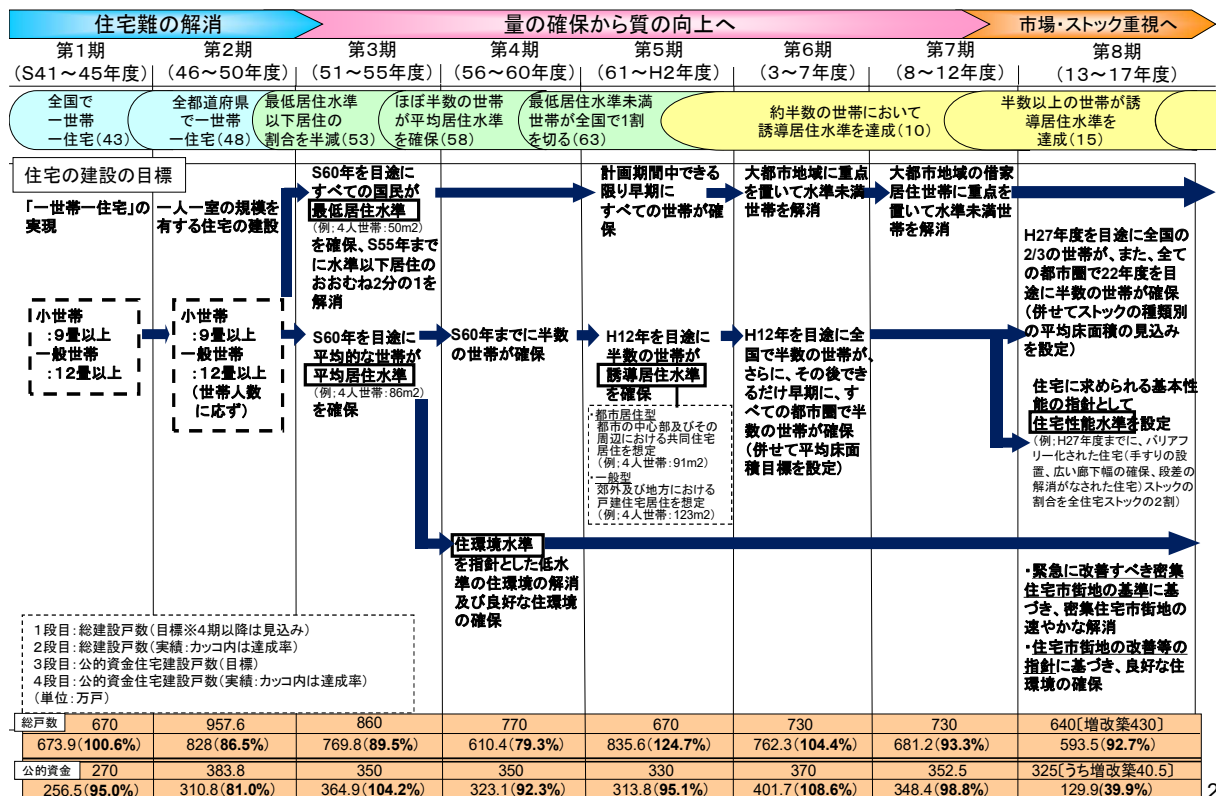 住宅難の解消
量の確保から質の向上へ
市場・ストック重視へ
第1期
(S41～45年度)
第2期
(46～50年度)
第3期
(51～55年度)
第4期
(56～60年度)
第5期
(61～H2年度)
第6期
(3～7年度)
第7期
(8～12年度)
第8期
(13～17年度)
全国で
一世帯
一住宅(43)
全都道府県
で一世帯
一住宅(48)
最低居住水準
以下居住の
割合を半減(53)
ほぼ半数の世帯
が平均居住水準
を確保(58)
最低居住水準未満
世帯が全国で1割
を切る(63)
約半数の世帯において
誘導居住水準を達成(10)
半数以上の世帯が誘
導居住水準を
達成(15)
住宅の建設の目標
「一世帯一住宅」の
実現
一人一室の規模を
有する住宅の建設
S60年を目途に
すべての国民が
最低居住水準
(例;4人世帯:50m2)
を確保、S55年まで
に水準以下居住の
おおむね2分の1を
解消
計画期間中できる
限り早期に
すべての世帯が確
保
大都市地域に重点
を置いて水準未満
世帯を解消
大都市地域の借家
居住世帯に重点を
置いて水準未満世
帯を解消
小世帯
:9畳以上
一般世帯
:12畳以上
小世帯
:9畳以上
一般世帯
:12畳以上
(世帯人数
に応ず)
S60年を目途に
平均的な世帯が
平均居住水準
(例;4人世帯:86m2)
を確保
S60年までに半数
の世帯が確保
H12年を目途に
半数の世帯が
誘導居住水準
を確保
・都市居住型
都市の中心部及びその
周辺における共同住宅
居住を想定
(例;4人世帯:91m2)
・一般型
郊外及び地方における
戸建住宅居住を想定
(例;4人世帯:123m2)
H12年を目途に全
国で半数の世帯が、
さらに、その後でき
るだけ早期に、すべ
ての都市圏で半
数の世帯が確保
(併せて平均床面
積目標を設定)
H27年度を目途に全国の
2/3の世帯が、また、全て
の都市圏で22年度を目
途に半数の世帯が確保
(併せてストックの種類別
の平均床面積の見込み
を設定)
住宅に求められる基本性
能の指針として
住宅性能水準を設定
(例;H27年度までに、バリアフ
リー化された住宅(手すりの設
置、広い廊下幅の確保、段差の
解消がなされた住宅)ストックの
割合を全住宅ストックの2割)
住環境水準
を指針とした低水
準の住環境の解消
及び良好な住環境
の確保
・緊急に改善すべき密集
住宅市街地の基準に基
づき、密集住宅市街地の
速やかな解消
・住宅市街地の改善等の
指針に基づき、良好な住
環境の確保
1段目:総建設戸数(目標※4期以降は見込み)
2段目:総建設戸数(実績:カッコ内は達成率)
3段目:公的資金住宅建設戸数(目標)
4段目:公的資金住宅建設戸数(実績:カッコ内は達成率)
(単位:万戸)
総戸数 670 957.6 860 770 670 730 730 640[増改築430]
673.9(100.6%) 828(86.5%) 769.8(89.5%) 610.4(79.3%) 835.6(124.7%) 762.3(104.4%) 681.2(93.3%) 593.5(92.7%)
公的資金 270 383.8 350 350 330 370 352.5 325[うち増改築40.5]
256.5(95.0%) 310.8(81.0%) 364.9(104.2%) 323.1(92.3%) 313.8(95.1%) 401.7(108.6%) 348.4(98.8%) 129.9(39.9%)
2